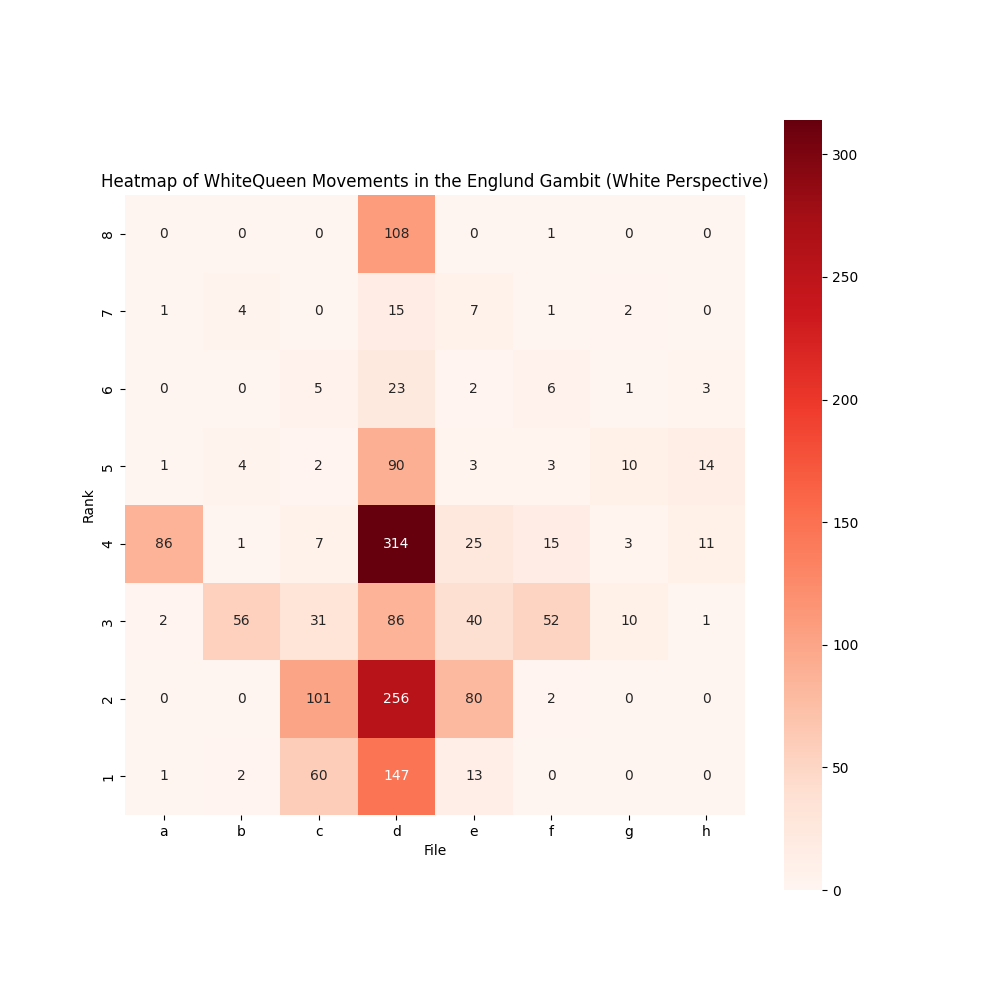 Heatmap of WhiteQueen Movements in the Englund Gambit (White Perspective)
8 0 0 0 108 0 1 0 0
7 1 4 0 15 7 1 2 0
6 0 0 5 23 2 6 1 3
5 1 4 2 90 3 3 10 14
4 86 1 7 314 25 15 3 11
3 2 56 31 86 40 52 10 1
2 0 0 101 256 80 2 0 0
1 1 2 60 147 13 0 0 0
a b c d e f g h
File
Rank
300
250
200
150
100
50
0